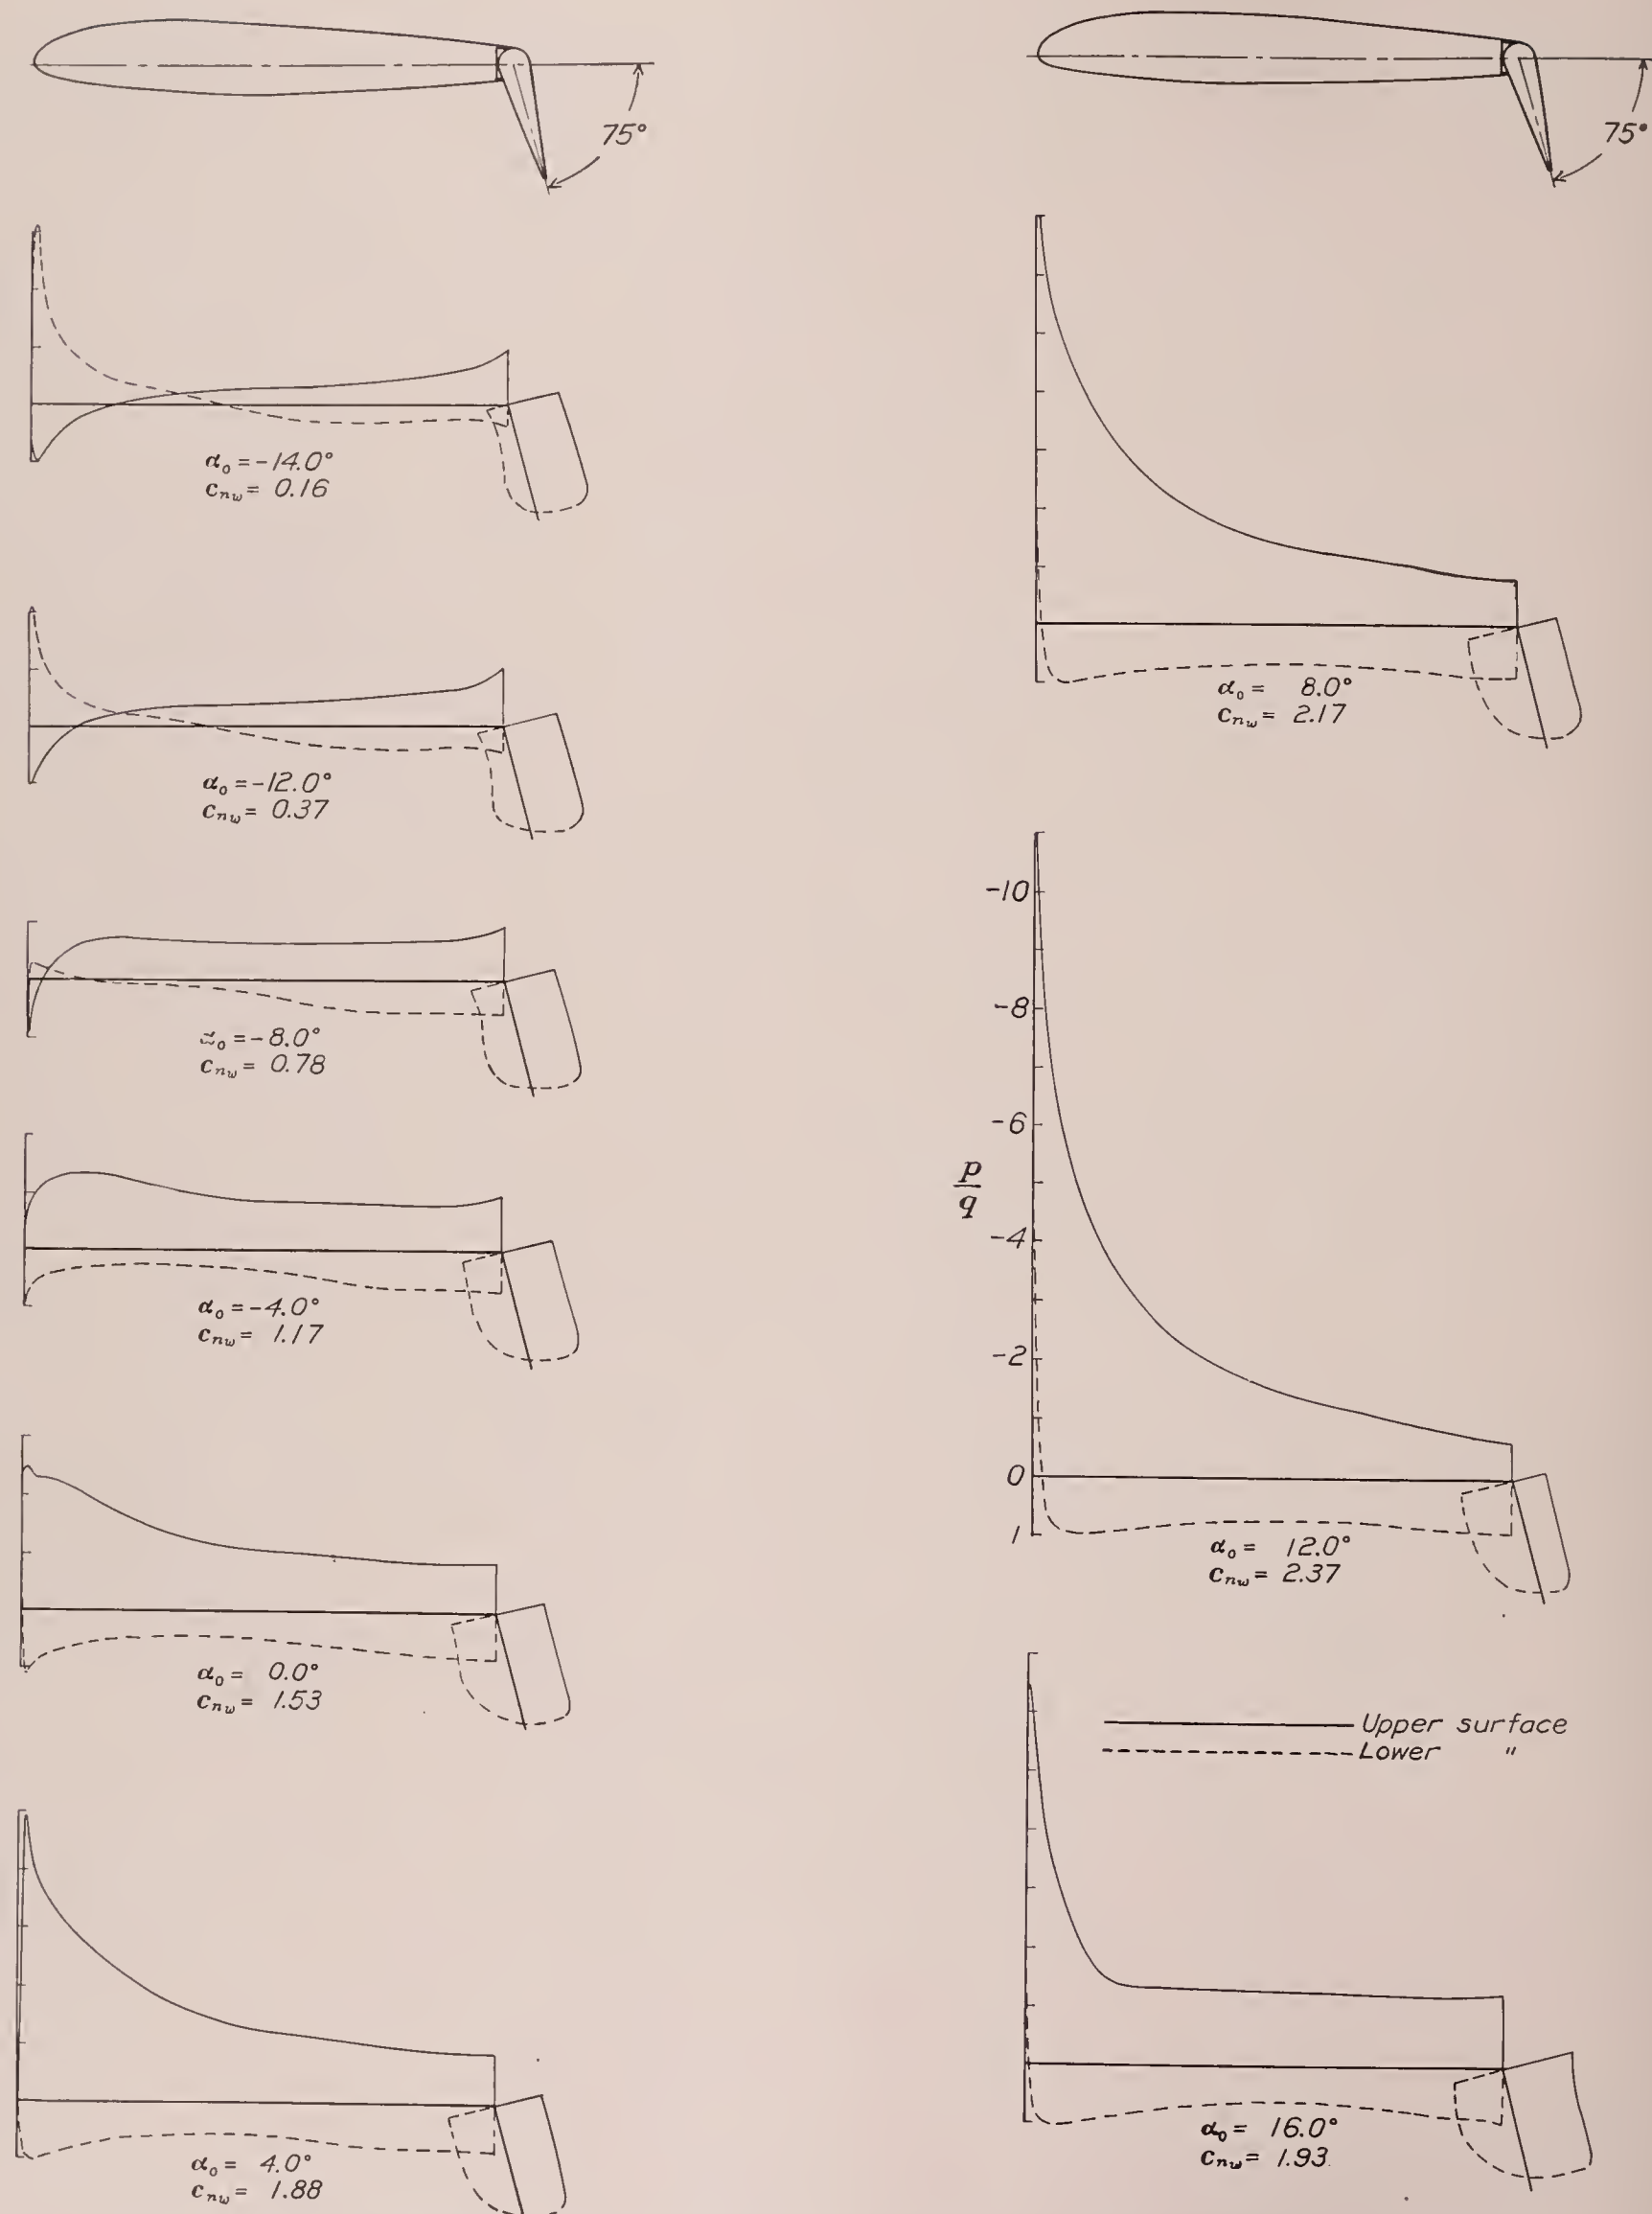 75°
α₀ = -14.0°
cₙw = 0.16
α₀ = -12.0°
cₙw = 0.37
α₀ = -8.0°
cₙw = 0.78
α₀ = -4.0°
cₙw = 1.17
α₀ = 0.0°
cₙw = 1.53
α₀ = 4.0°
cₙw = 1.88
75°
α₀ = 8.0°
cₙw = 2.17
-10
-8
-6
p/q
-4
-2
0
1
α₀ = 12.0°
cₙw = 2.37
Upper surface
Lower "
α₀ = 16.0°
cₙw = 1.93